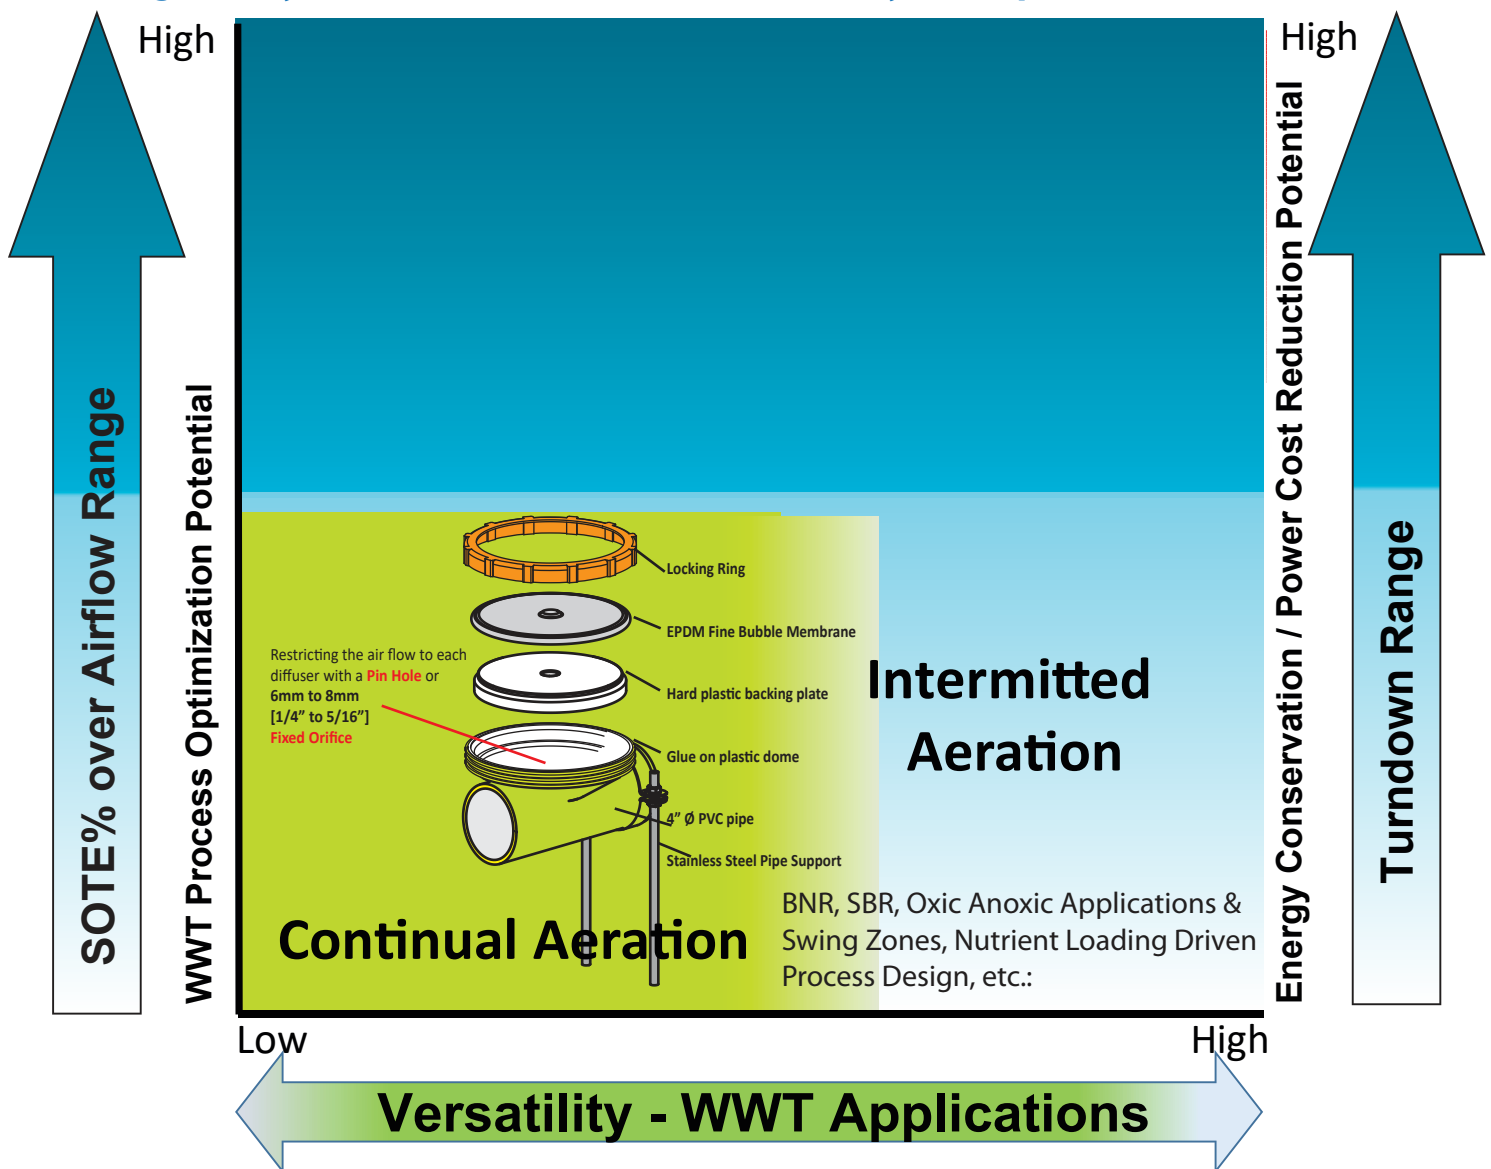 High
High
SOTE% over Airflow Range
WWT Process Optimization Potential
Energy Conservation / Power Cost Reduction Potential
Turndown Range
Locking Ring
EPDM Fine Bubble Membrane
Restricting the air flow to each
diffuser with a Pin Hole or
6mm to 8mm
[1/4” to 5/16”]
Fixed Orifice
Hard plastic backing plate
Glue on plastic dome
4” Ø PVC pipe
Stainless Steel Pipe Support
Intermitted
Aeration
Continual Aeration
BNR, SBR, Oxic Anoxic Applications &
Swing Zones, Nutrient Loading Driven
Process Design, etc.:
Low
High
Versatility - WWT Applications